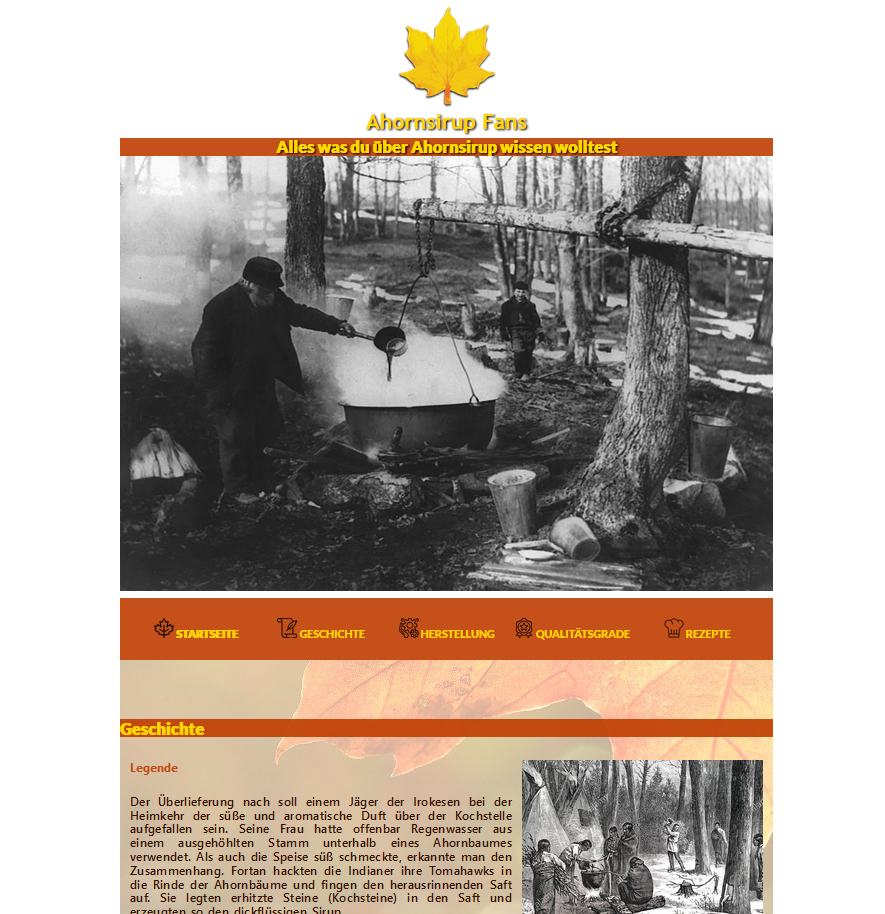 Ahornsirup Fans
Alles was du über Ahornsirup wissen wolltest
STARTSEITE GESCHICHTE HERSTELLUNG QUALITÄTSGRADE REZEPTE
Geschichte
Legende
Der Überlieferung nach soll einem Jäger der Irokesen bei der
Heimkehr der süße und aromatische Duft über der Kochstelle
aufgefallen sein. Seine Frau hatte offenbar Regenwasser aus
einem ausgehöhlten Stamm unterhalb eines Ahornbaumes
verwendet. Als auch die Speise süß schmeckte, erkannte man den
Zusammenhang. Fortan hackten die Indianer ihre Tomahawks in
die Rinde der Ahornbäume und fingen den herausrinnenden Saft
auf. Sie legten erhitzte Steine (Kochsteine) in den Saft und
erzeugten so den dickflüssigen Sirup.